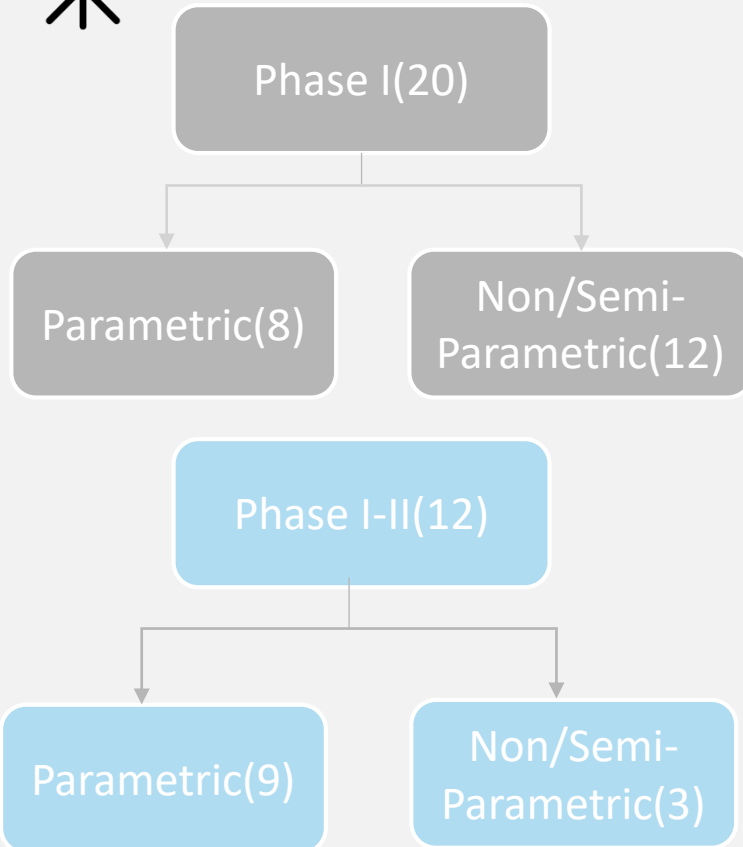 Phase I(20)
Parametric(8)
Non/Semi-
Parametric(12)
Phase I-II(12)
Parametric(9)
Non/Semi-
Parametric(3)